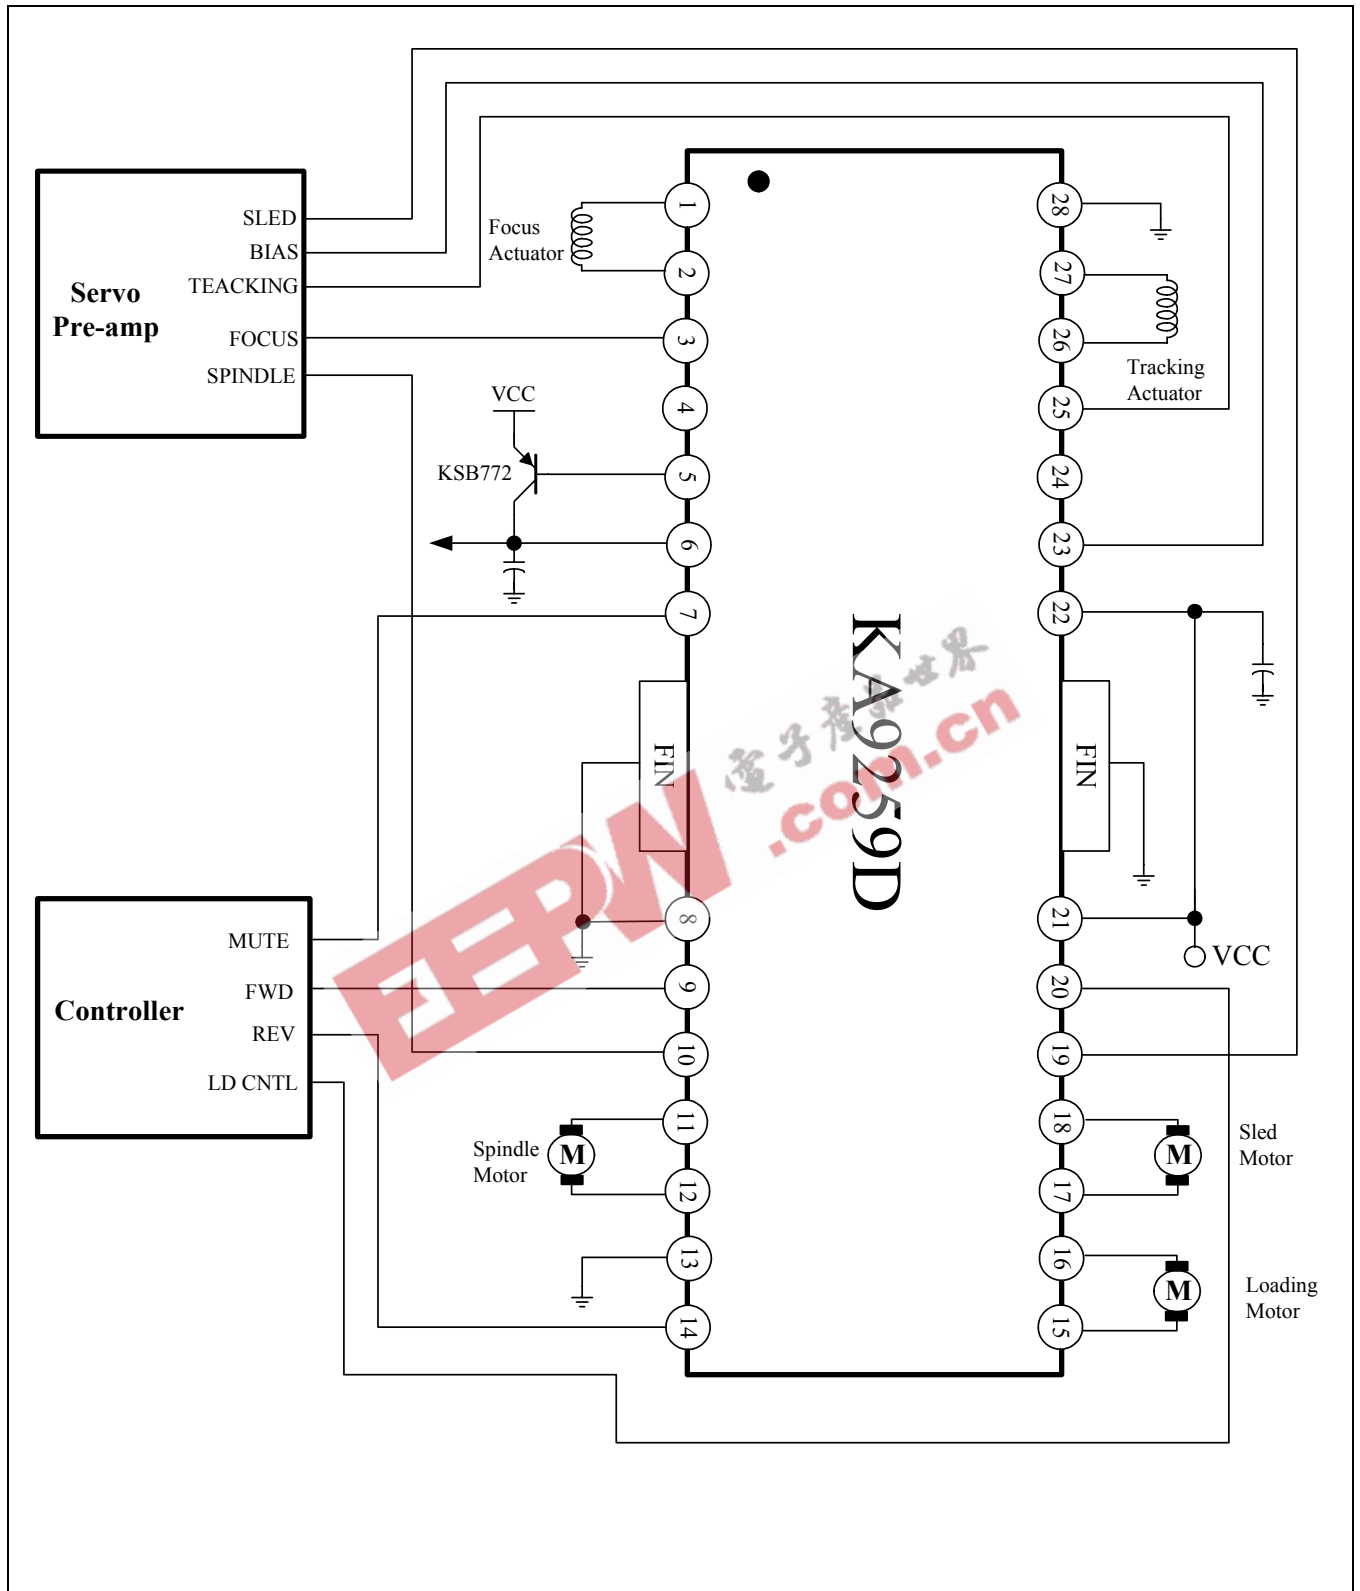 SLED
BIAS
TEACKING
FOCUS
SPINDLE
Servo
Pre-amp
Focus
Actuator
VCC
KSB772
1
2
3
4
5
6
7
FIN
8
9
10
11
12
13
14
KA9259D
28
27
26
25
24
23
22
FIN
21
20
19
18
17
16
15
Tracking
Actuator
VCC
電子産品世界
EEPW
.com.cn
MUTE
FWD
REV
LD CNTL
Controller
Spindle
Motor
M
Sled
Motor
M
Loading
Motor
M